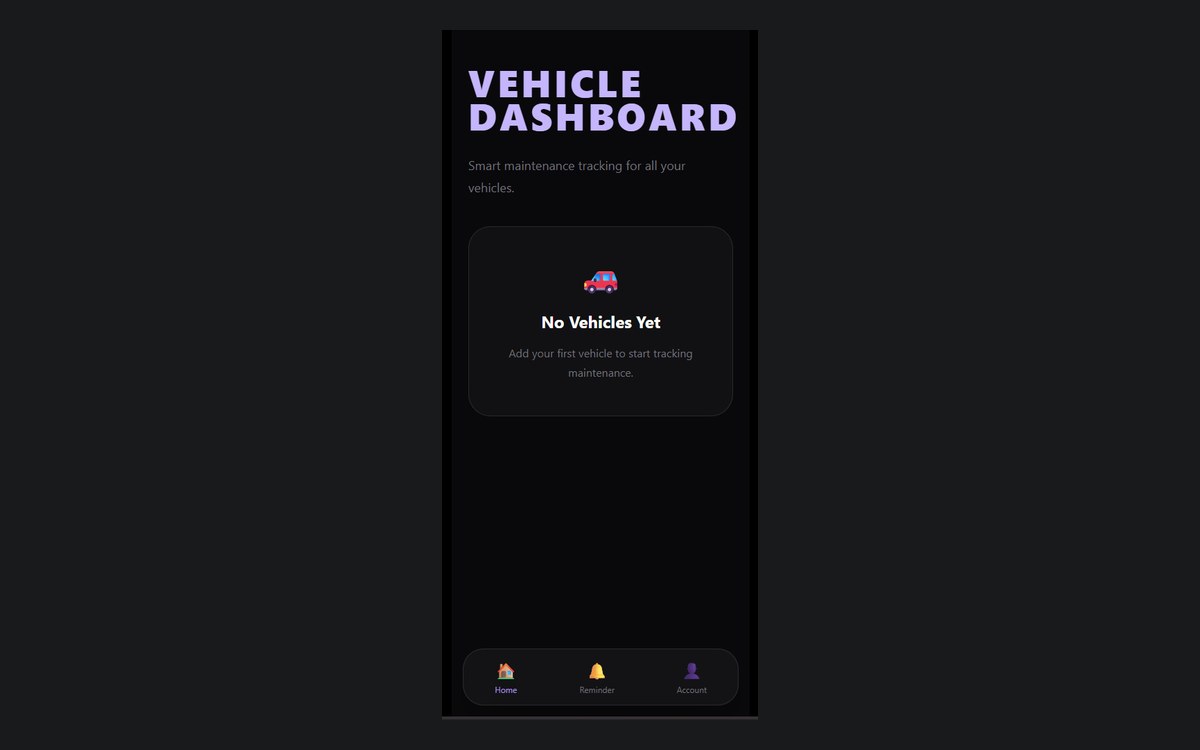 VEHICLE
DASHBOARD
Smart maintenance tracking for all your
vehicles.
No Vehicles Yet
Add your first vehicle to start tracking
maintenance.
Home
Reminder
Account